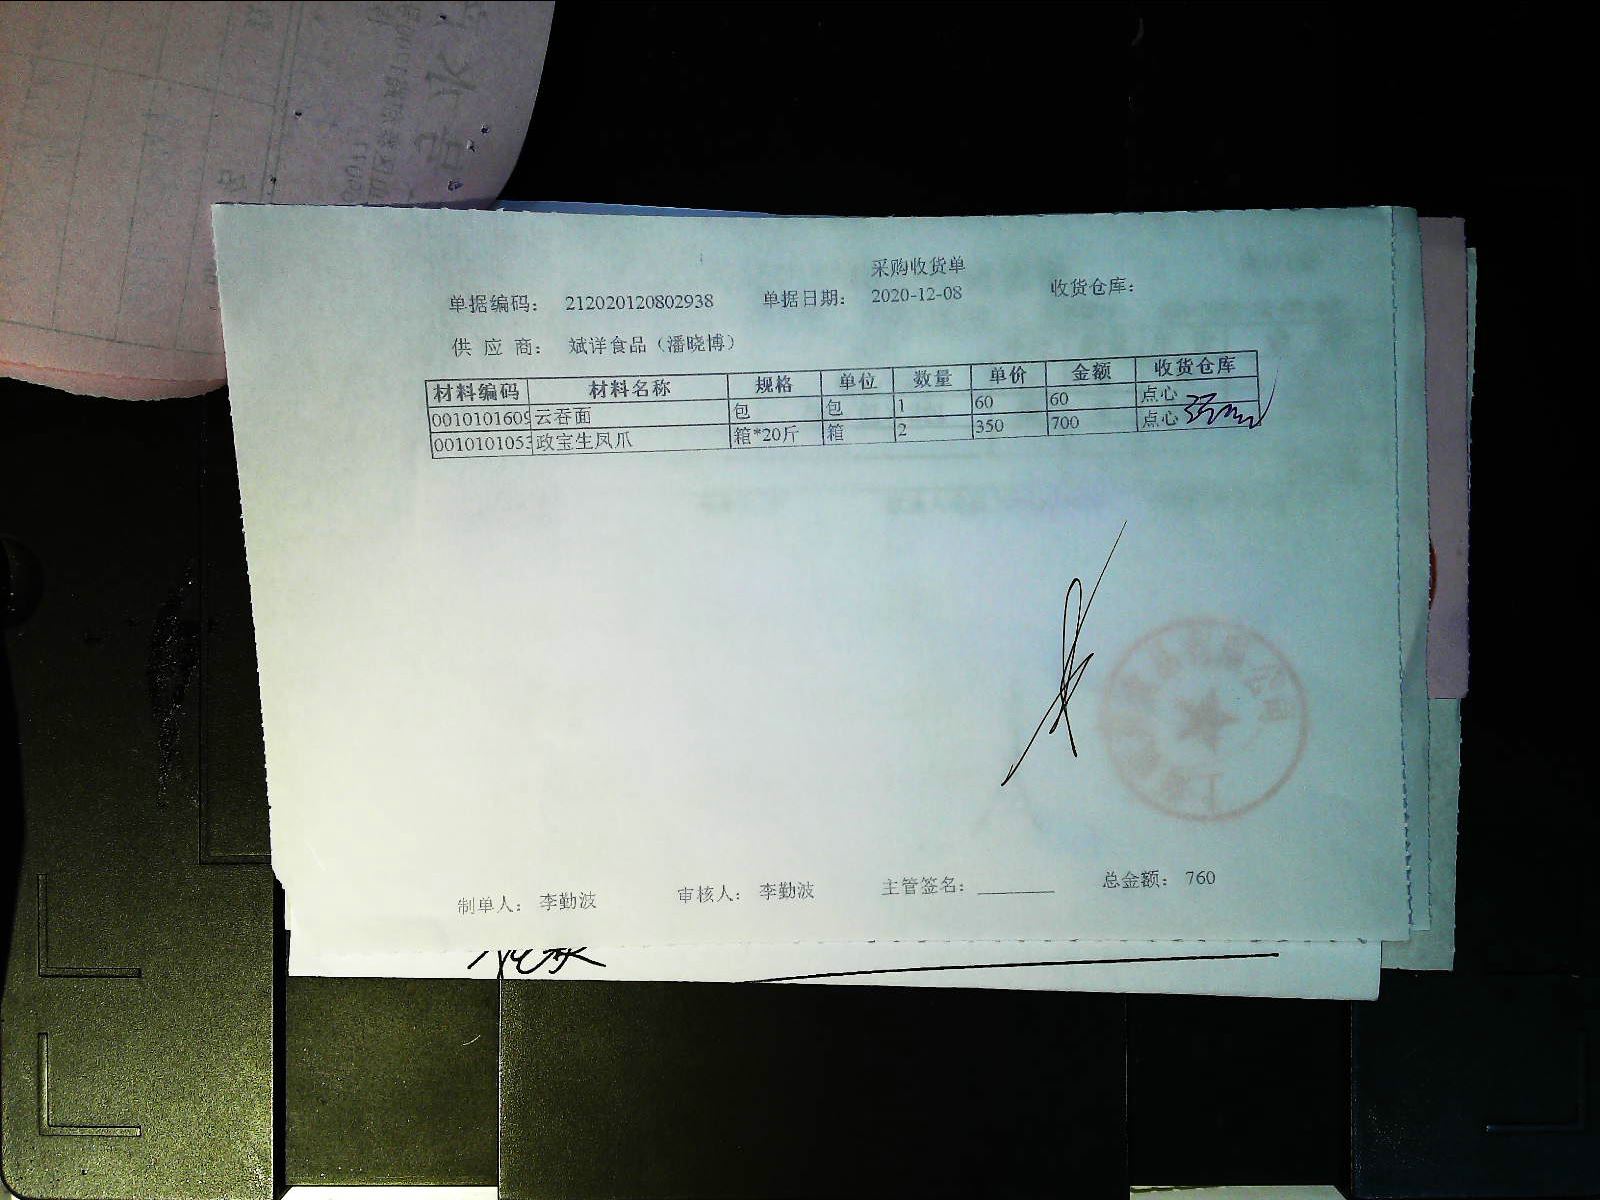 采购收货单
单据编码： 212020120802938 单据日期： 2020-12-08 收货仓库：
供 应 商： 斌详食品（潘晓博）
材料编码 材料名称 规格 单位 数量 单价 金额 收货仓库
0010101609 云吞面 包 包 1 60 60 点心
0010101053 政宝生凤爪 箱*20斤 箱 2 350 700 点心
制单人： 李勤波 审核人： 李勤波 主管签名： 总金额： 760